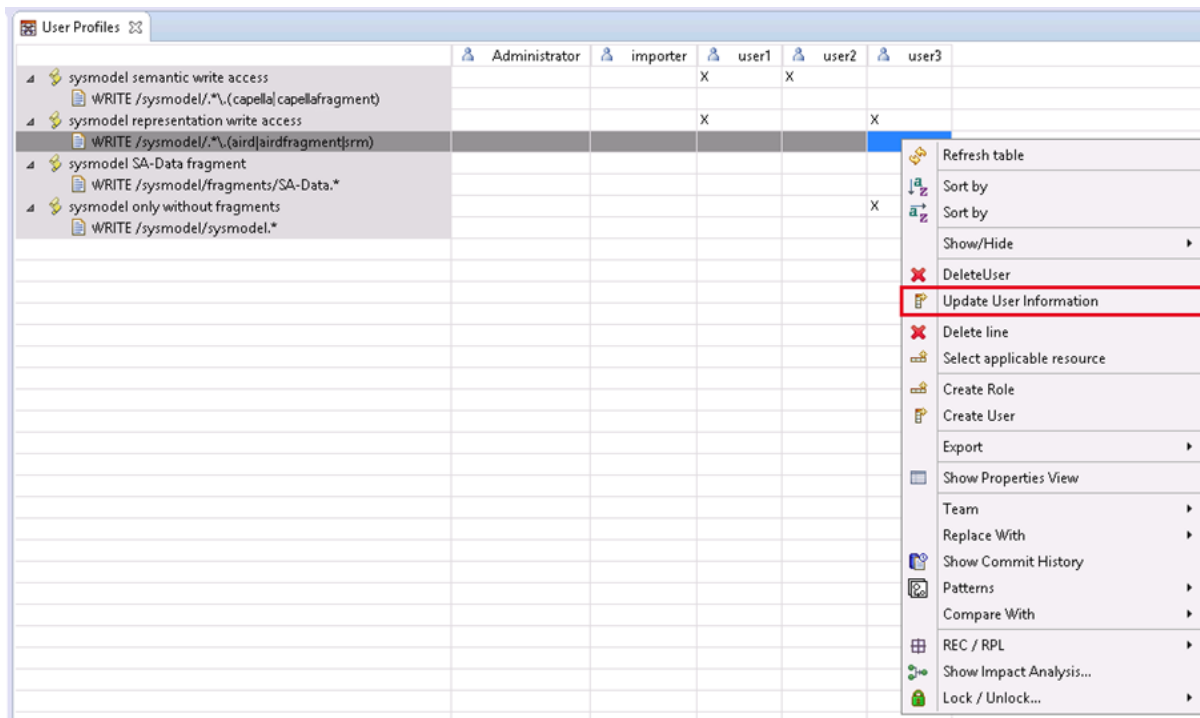 User Profiles
Administrator importer user1 user2 user3
sysmodel semantic write access X X
WRITE /sysmodel/.*\.(capella|capellafragment)
sysmodel representation write access X X
WRITE /sysmodel/.*\.(aird|airdfragment|srm)
sysmodel SA-Data fragment
WRITE /sysmodel/fragments/SA-Data.*
sysmodel only without fragments X
WRITE /sysmodel/sysmodel.*
Refresh table
Sort by
Sort by
Show/Hide
DeleteUser
Update User Information
Delete line
Select applicable resource
Create Role
Create User
Export
Show Properties View
Team
Replace With
Show Commit History
Patterns
Compare With
REC / RPL
Show Impact Analysis...
Lock / Unlock...